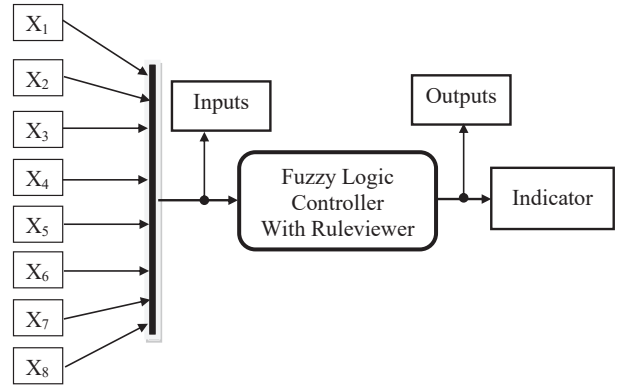 X₁
X₂
X₃
X₄
X₅
X₆
X₇
X₈
Inputs
Fuzzy Logic
Controller
With Ruleviewer
Outputs
Indicator